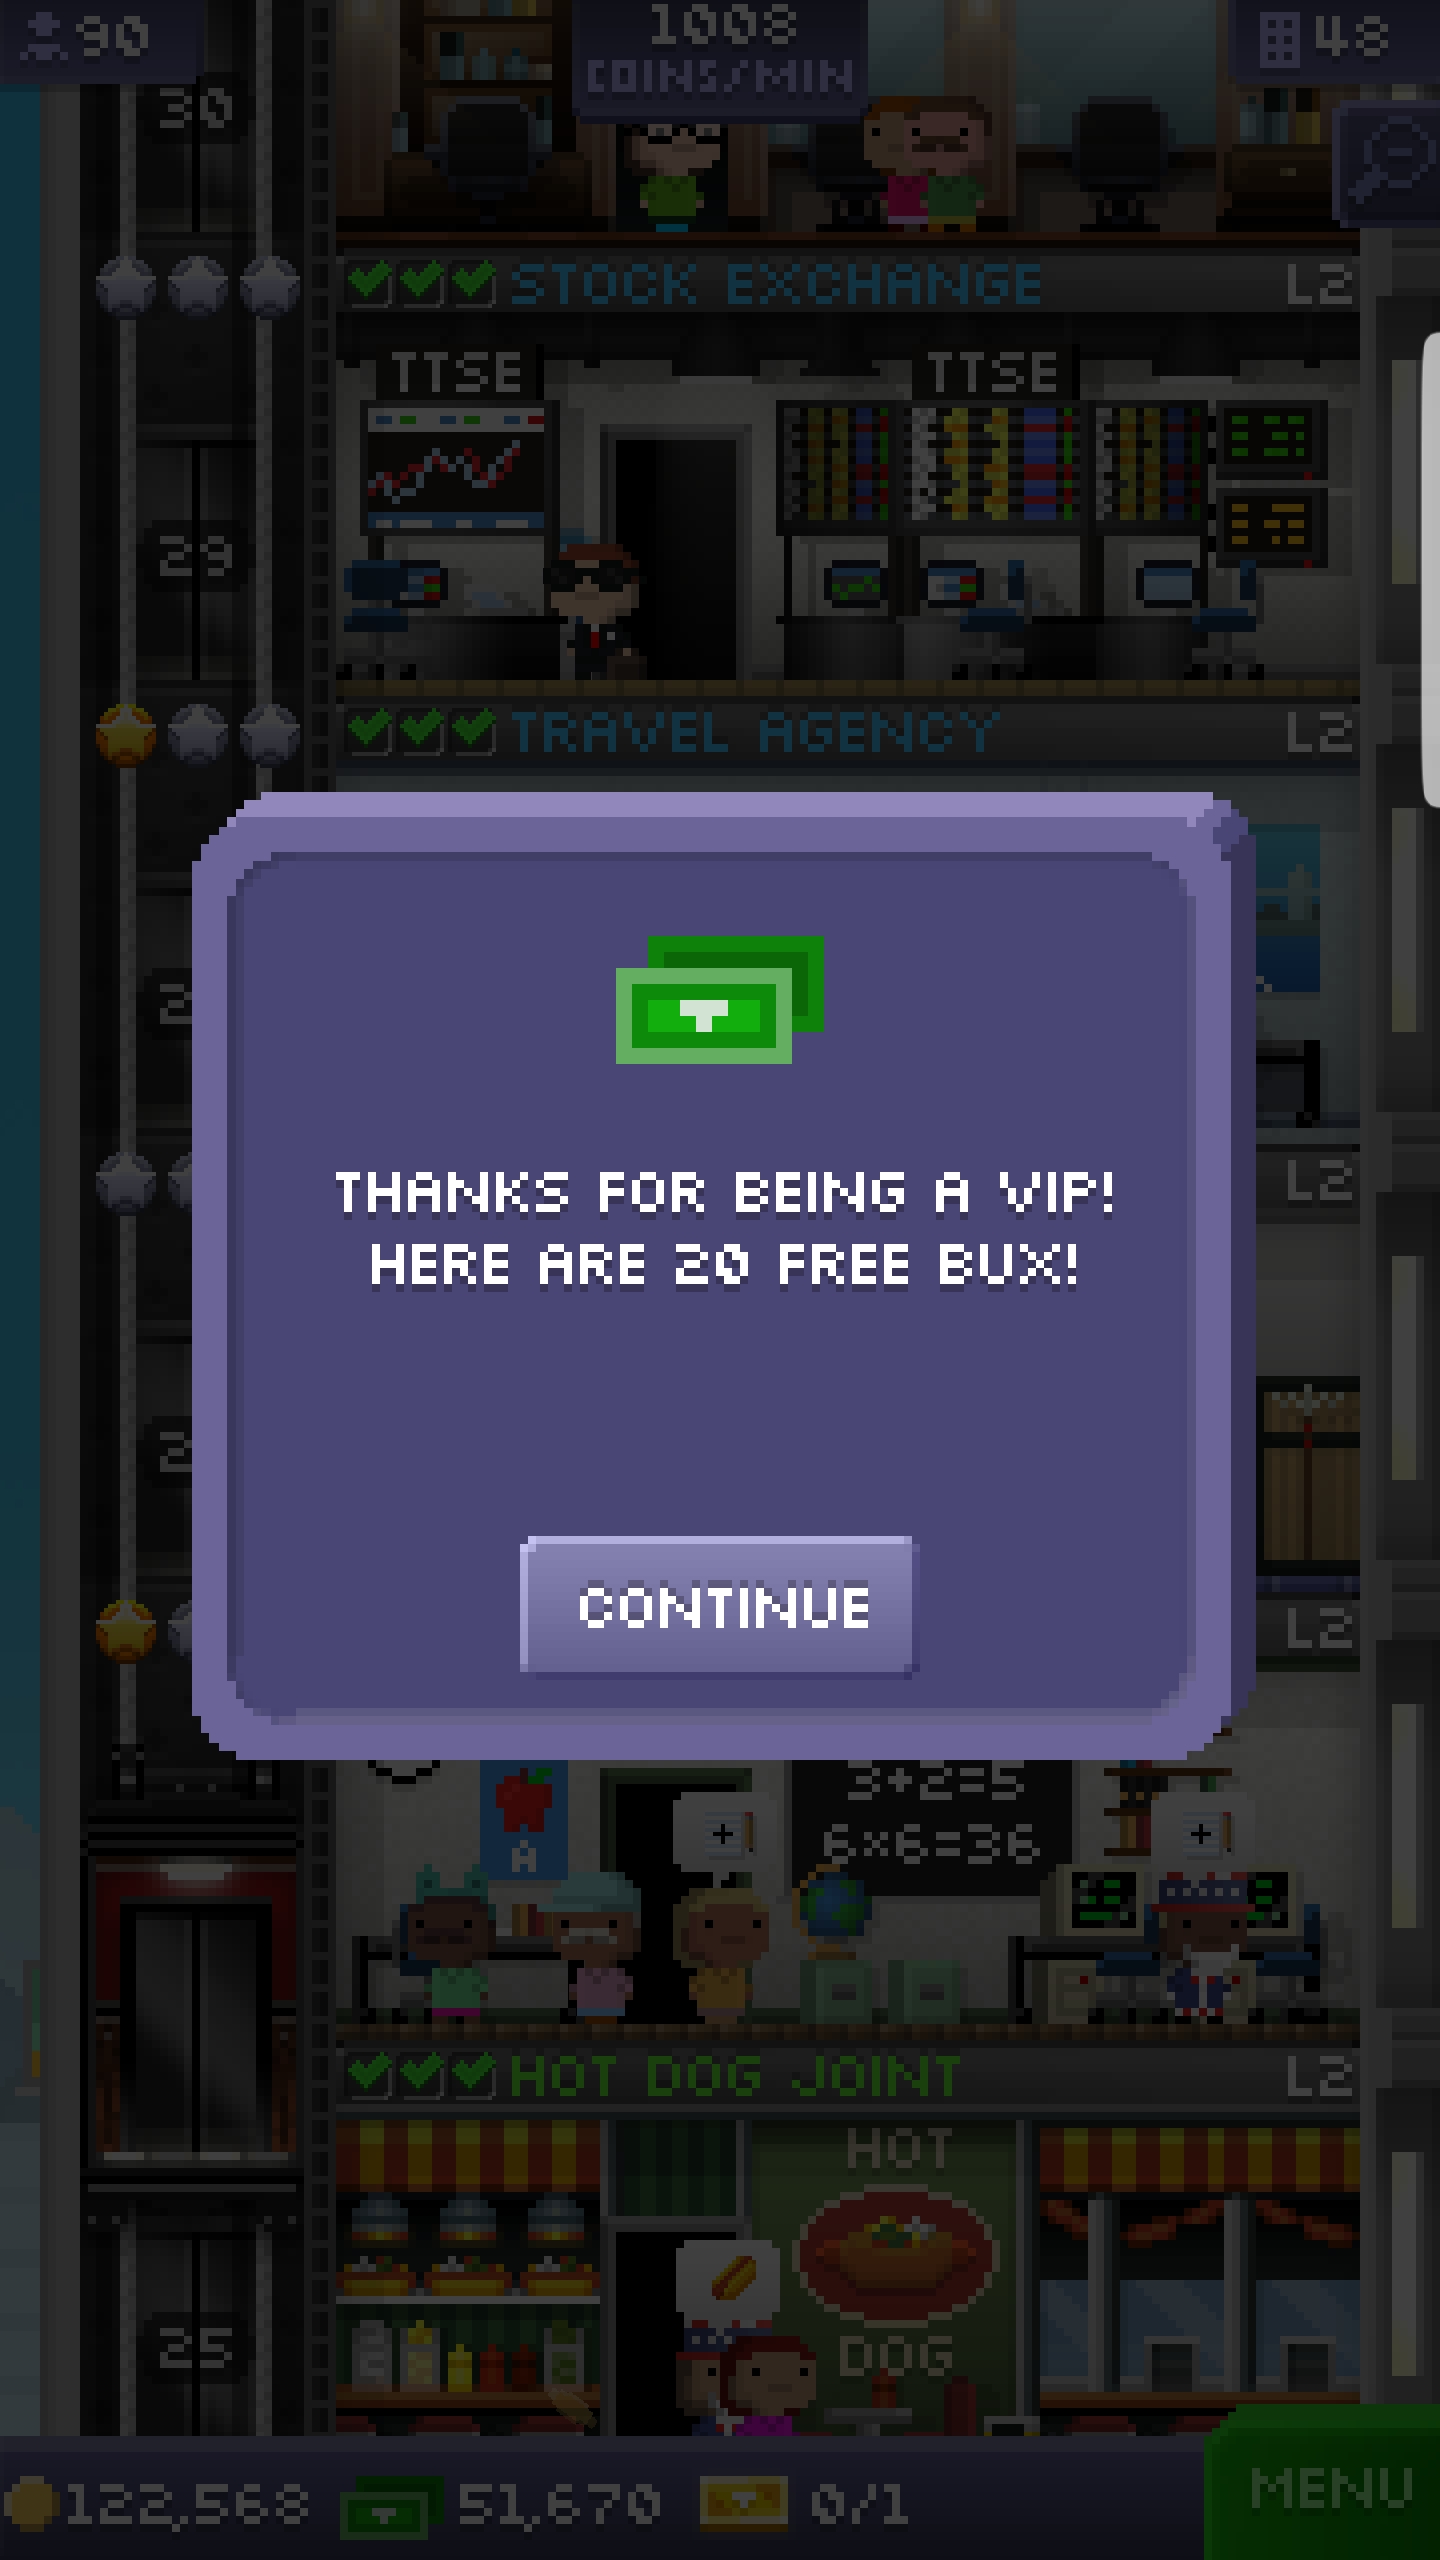 90
1008
COINS/MIN
48
30
STOCK EXCHANGE L2
TTSE TTSE
29
TRAVEL AGENCY L2
THANKS FOR BEING A VIP!
HERE ARE 20 FREE BUX!
L2
CONTINUE
L2
3+2=5
6×6=36
A
HOT DOG JOINT L2
HOT
DOG
25
122,568 51,670 0/1
MENU